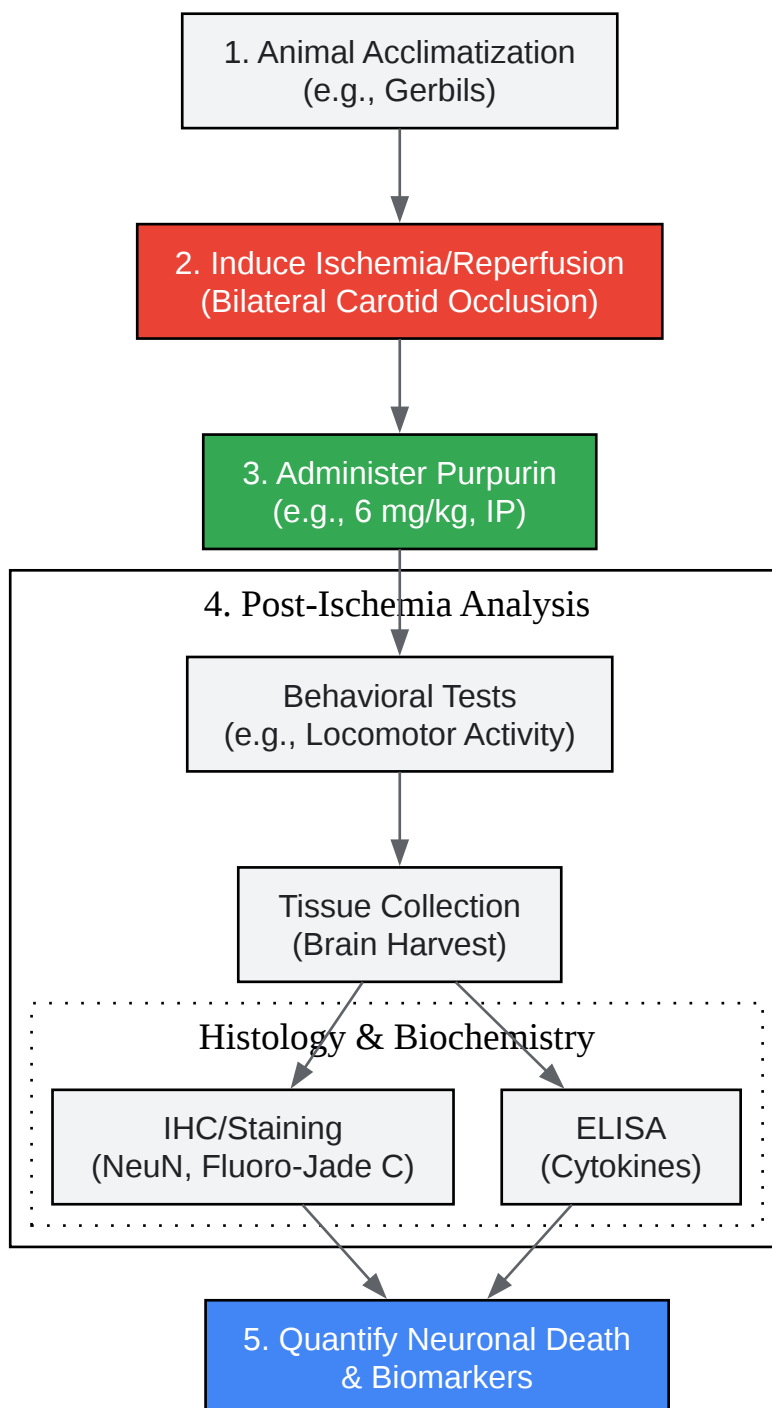 1. Animal Acclimatization
(e.g., Gerbils)
2. Induce Ischemia/Reperfusion
(Bilateral Carotid Occlusion)
3. Administer Purpurin
(e.g., 6 mg/kg, IP)
4. Post-Ischemia Analysis
Behavioral Tests
(e.g., Locomotor Activity)
Tissue Collection
(Brain Harvest)
Histology & Biochemistry
IHC/Staining
(NeuN, Fluoro-Jade C)
ELISA
(Cytokines)
5. Quantify Neuronal Death
& Biomarkers